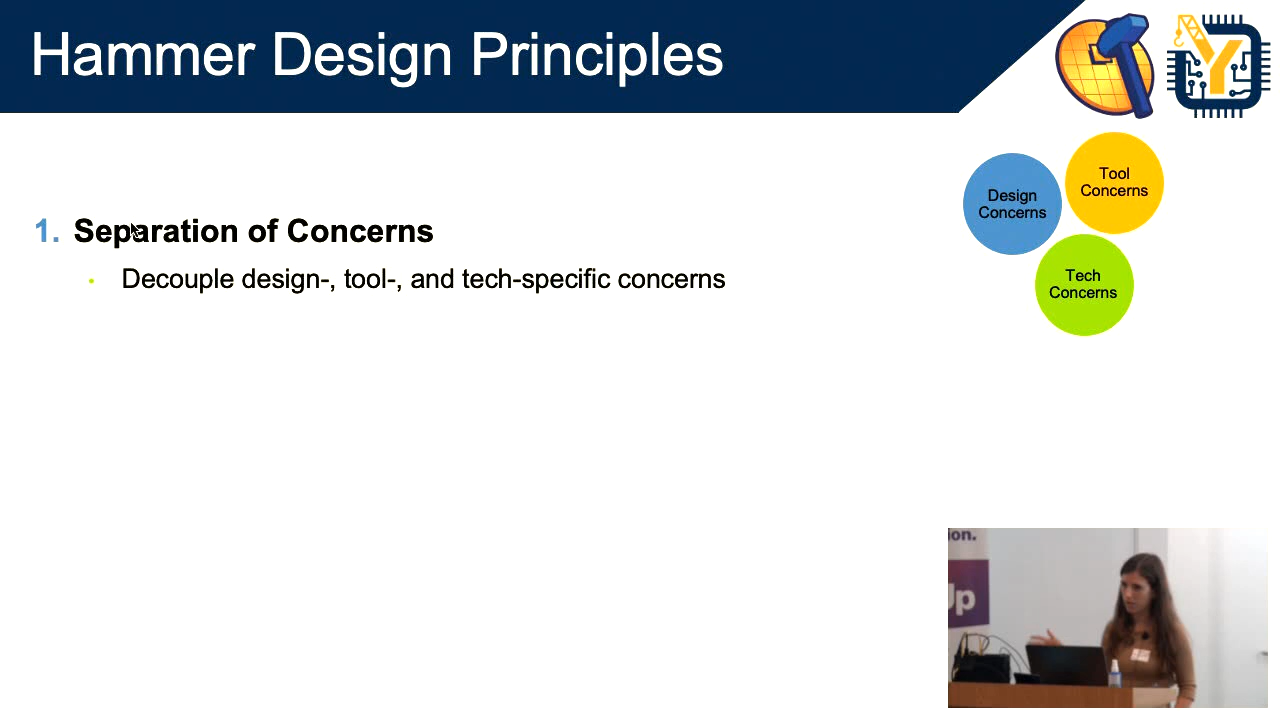 Hammer Design Principles
Tool
Concerns
Design
Concerns
1. Separation of Concerns
• Decouple design-, tool-, and tech-specific concerns
Tech
Concerns
ion.
Up